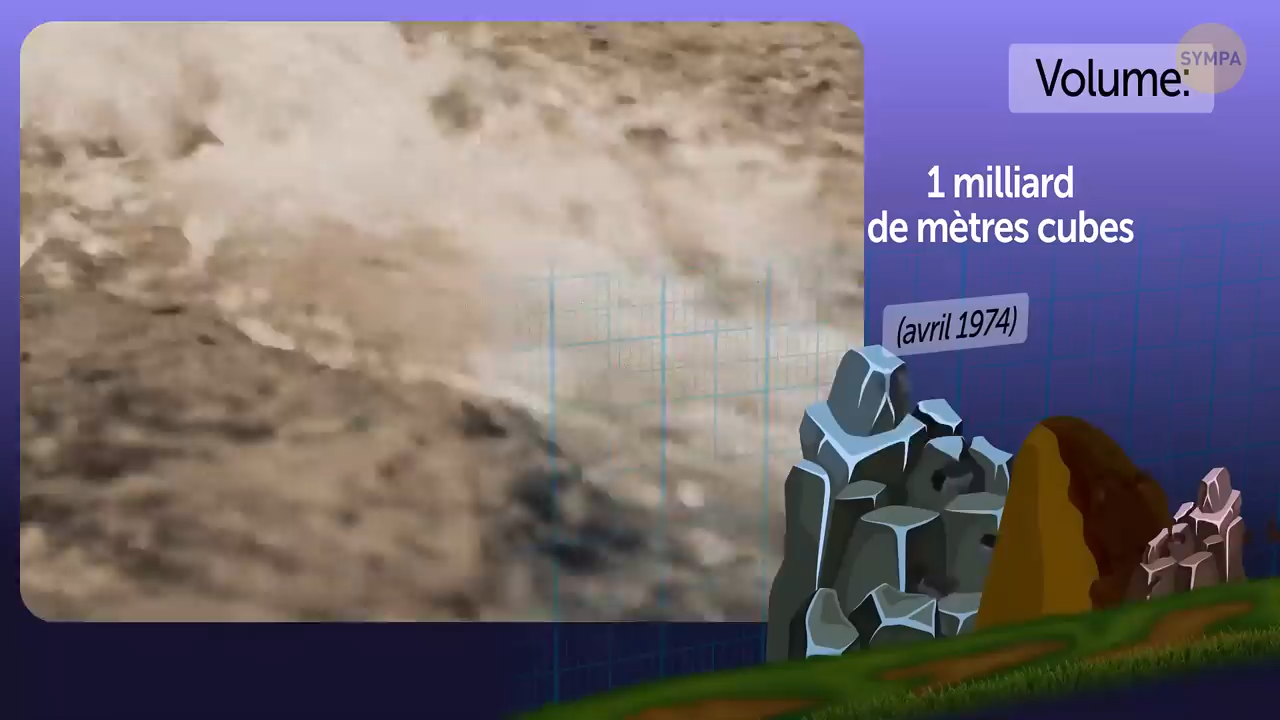 SYMPA
Volume:
1 milliard
de mètres cubes
(avril 1974)